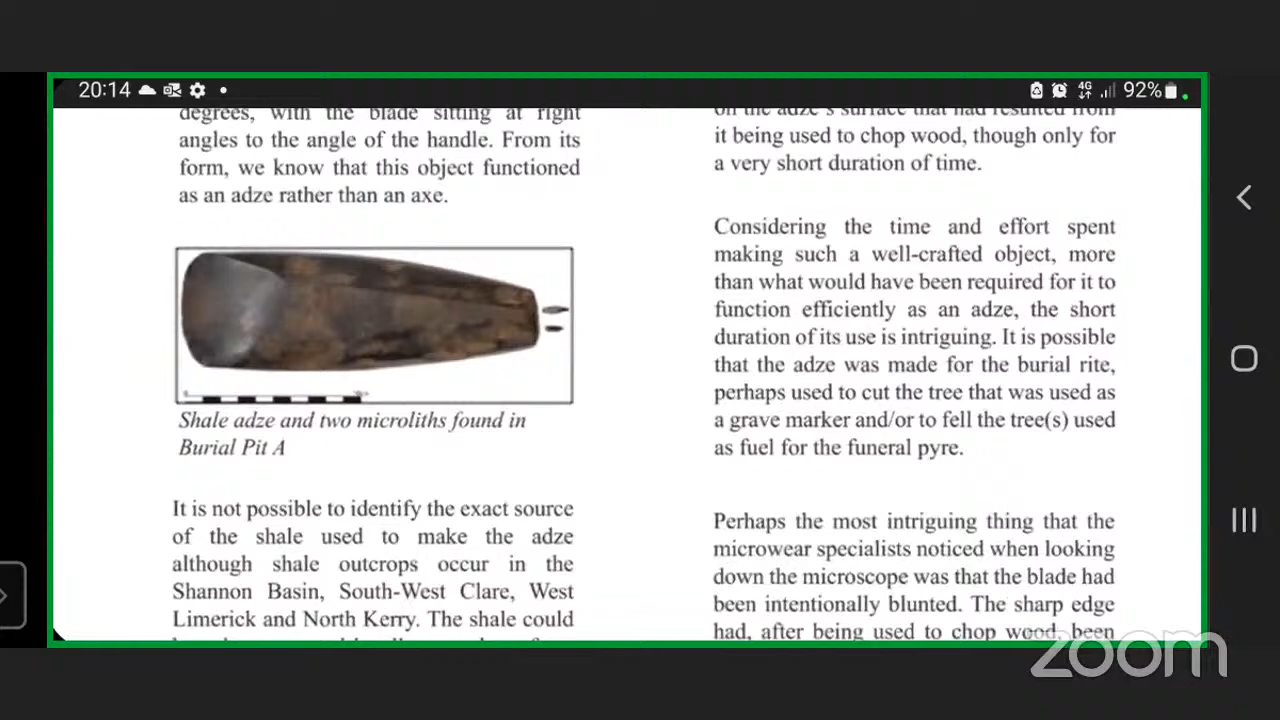 20:14
4G 92%
degrees, with the blade sitting at right
angles to the angle of the handle. From its
form, we know that this object functioned
as an adze rather than an axe.
Shale adze and two microliths found in
Burial Pit A
It is not possible to identify the exact source
of the shale used to make the adze
although shale outcrops occur in the
Shannon Basin, South-West Clare, West
Limerick and North Kerry. The shale could
on the adze's surface that had resulted from
it being used to chop wood, though only for
a very short duration of time.
Considering the time and effort spent
making such a well-crafted object, more
than what would have been required for it to
function efficiently as an adze, the short
duration of its use is intriguing. It is possible
that the adze was made for the burial rite,
perhaps used to cut the tree that was used as
a grave marker and/or to fell the tree(s) used
as fuel for the funeral pyre.
Perhaps the most intriguing thing that the
microwear specialists noticed when looking
down the microscope was that the blade had
been intentionally blunted. The sharp edge
had, after being used to chop wood, been
zoom